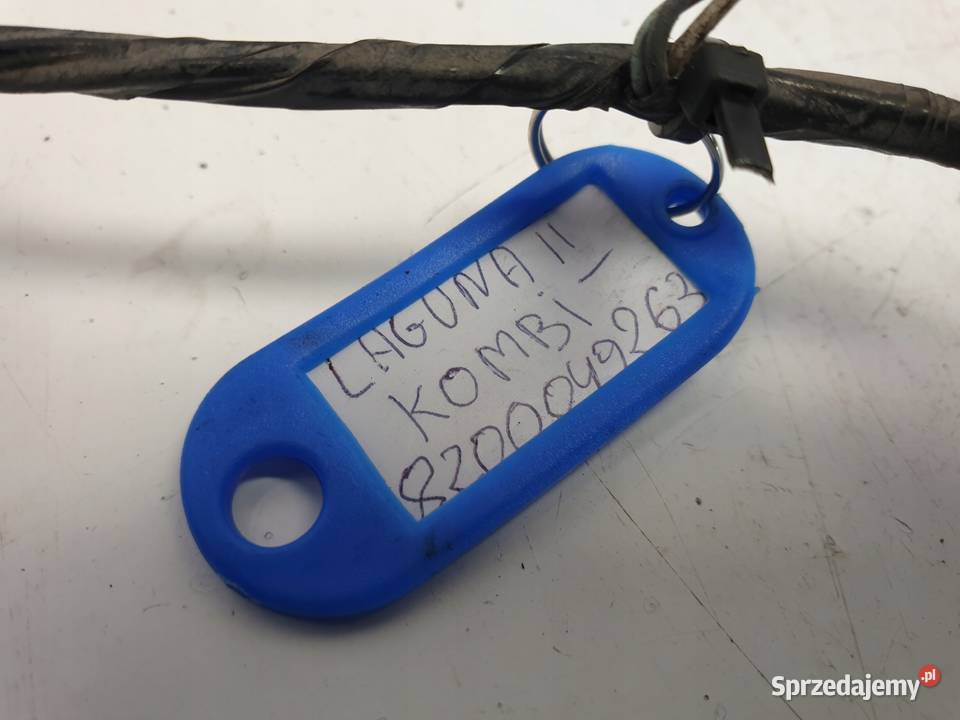 LAGUNA II
KOMBi -
8200049263
Sprzedajemy.pl